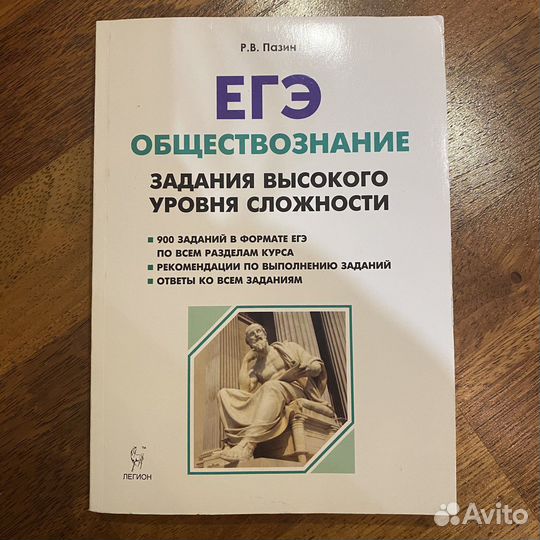 Р.В. Пазин
ЕГЭ
ОБЩЕСТВОЗНАНИЕ
ЗАДАНИЯ ВЫСОКОГО
УРОВНЯ СЛОЖНОСТИ
900 ЗАДАНИЙ В ФОРМАТЕ ЕГЭ
ПО ВСЕМ РАЗДЕЛАМ КУРСА
РЕКОМЕНДАЦИИ ПО ВЫПОЛНЕНИЮ ЗАДАНИЙ
ОТВЕТЫ КО ВСЕМ ЗАДАНИЯМ
ЛЕГИОН
Avito